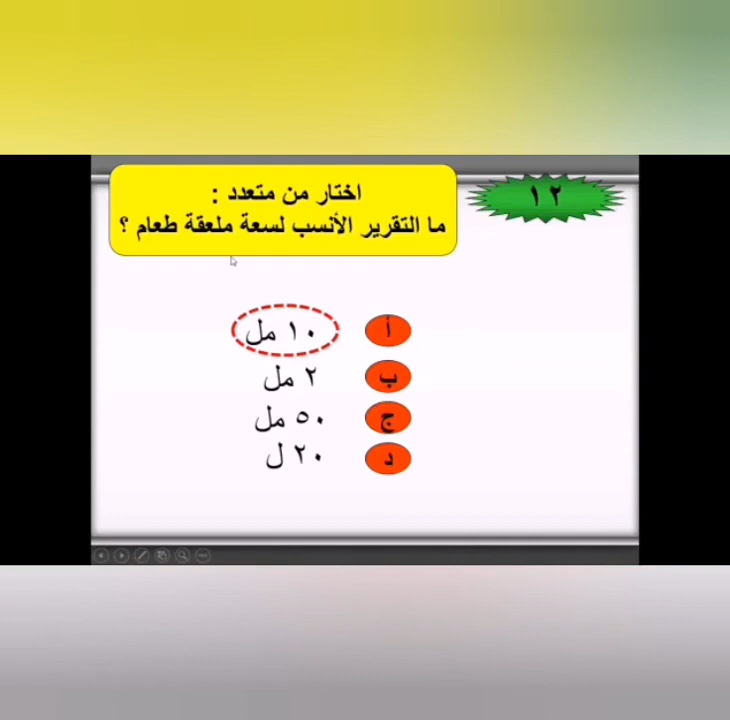 ١٢
اختار من متعدد :
ما التقرير الأنسب لسعة ملعقة طعام ؟
أ ١٠ مل
ب ٢ مل
ج ٥٠ مل
د ٢٠ ل